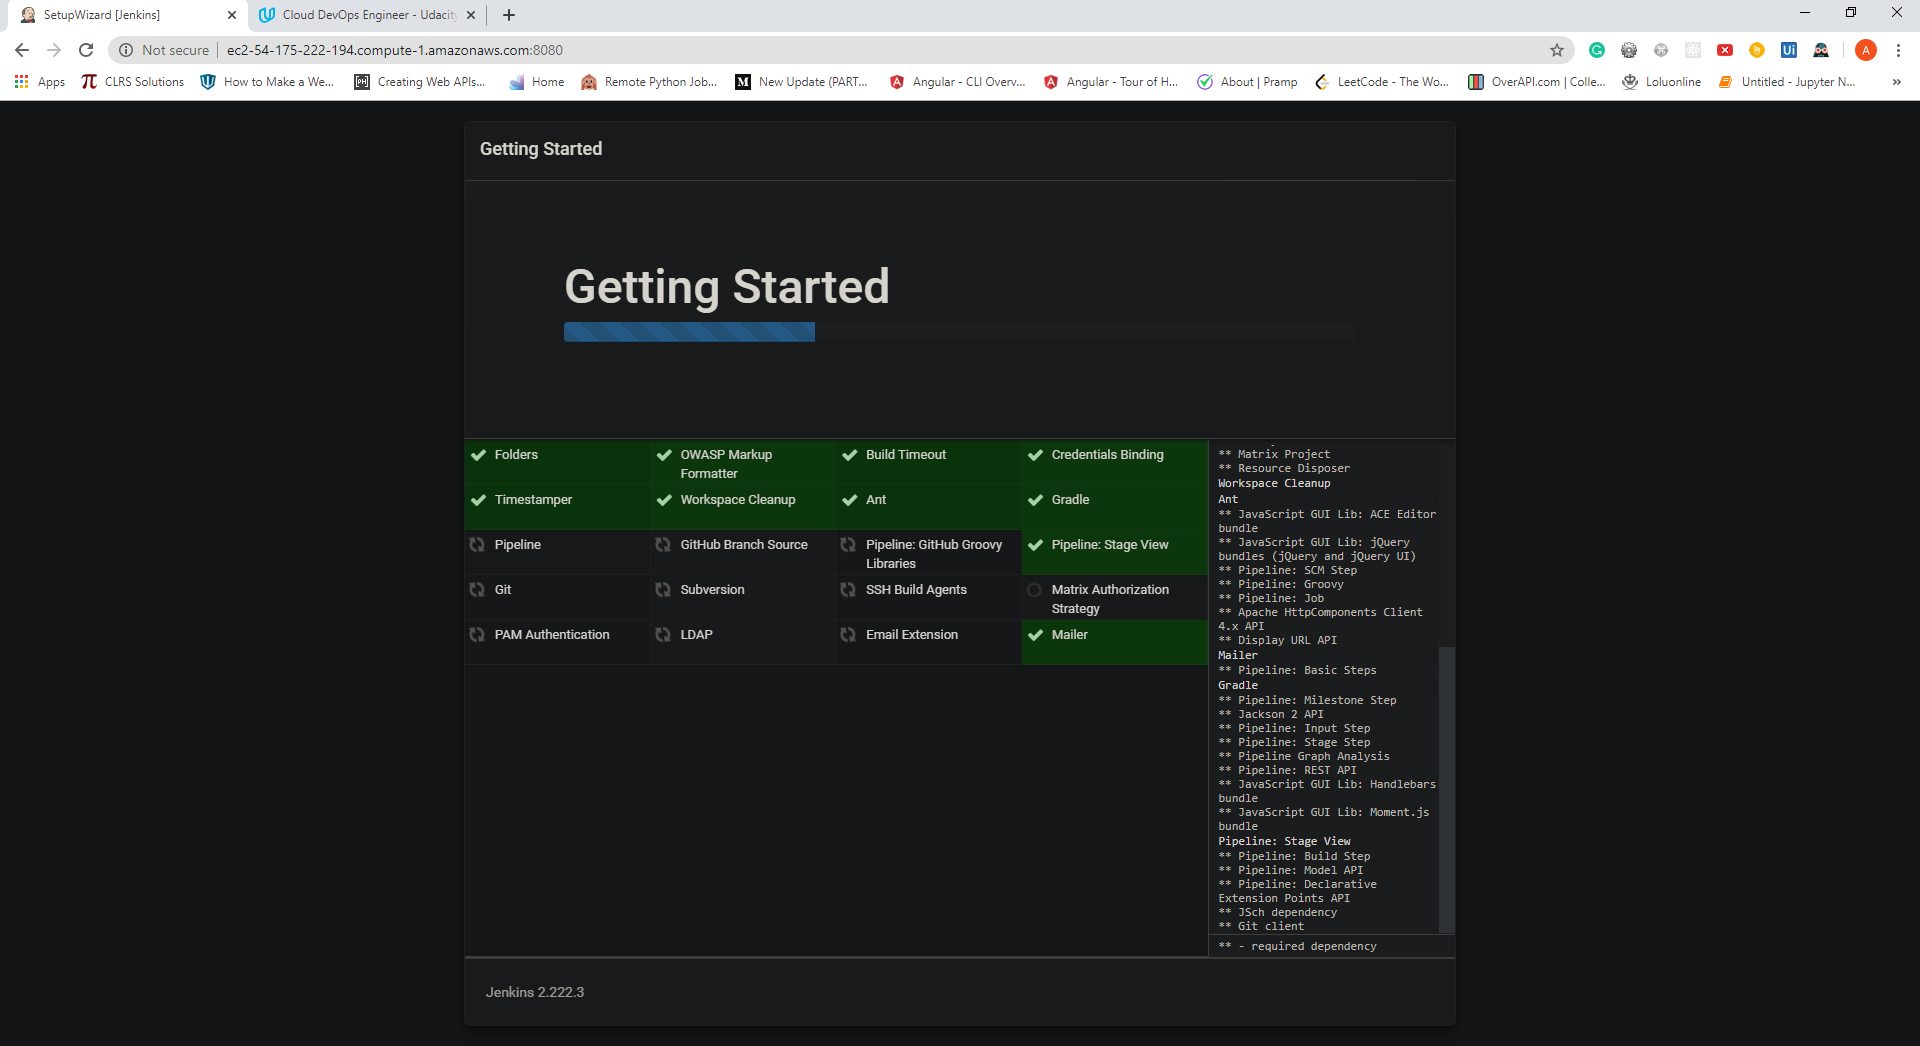 SetupWizard [Jenkins]
Cloud DevOps Engineer - Udacity
Not secure
ec2-54-175-222-194.compute-1.amazonaws.com:8080
Apps
CLRS Solutions
How to Make a We...
Creating Web APIs...
Home
Remote Python Job...
New Update (PART...
Angular - CLI Overv...
Angular - Tour of H...
About | Pramp
LeetCode - The Wo...
OverAPI.com | Colle...
Loluonline
Untitled - Jupyter N...
»
Getting Started
Getting Started
Folders
OWASP Markup
Formatter
Build Timeout
Credentials Binding
Timestamper
Workspace Cleanup
Ant
Gradle
Pipeline
GitHub Branch Source
Pipeline: GitHub Groovy
Libraries
Pipeline: Stage View
Git
Subversion
SSH Build Agents
Matrix Authorization
Strategy
PAM Authentication
LDAP
Email Extension
Mailer
** Matrix Project
** Resource Disposer
Workspace Cleanup
Ant
** JavaScript GUI Lib: ACE Editor
bundle
** JavaScript GUI Lib: jQuery
bundles (jQuery and jQuery UI)
** Pipeline: SCM Step
** Pipeline: Groovy
** Pipeline: Job
** Apache HttpComponents Client
4.x API
** Display URL API
Mailer
** Pipeline: Basic Steps
Gradle
** Pipeline: Milestone Step
** Jackson 2 API
** Pipeline: Input Step
** Pipeline: Stage Step
** Pipeline Graph Analysis
** Pipeline: REST API
** JavaScript GUI Lib: Handlebars
bundle
** JavaScript GUI Lib: Moment.js
bundle
Pipeline: Stage View
** Pipeline: Build Step
** Pipeline: Model API
** Pipeline: Declarative
Extension Points API
** JSch dependency
** Git client
** - required dependency
Jenkins 2.222.3